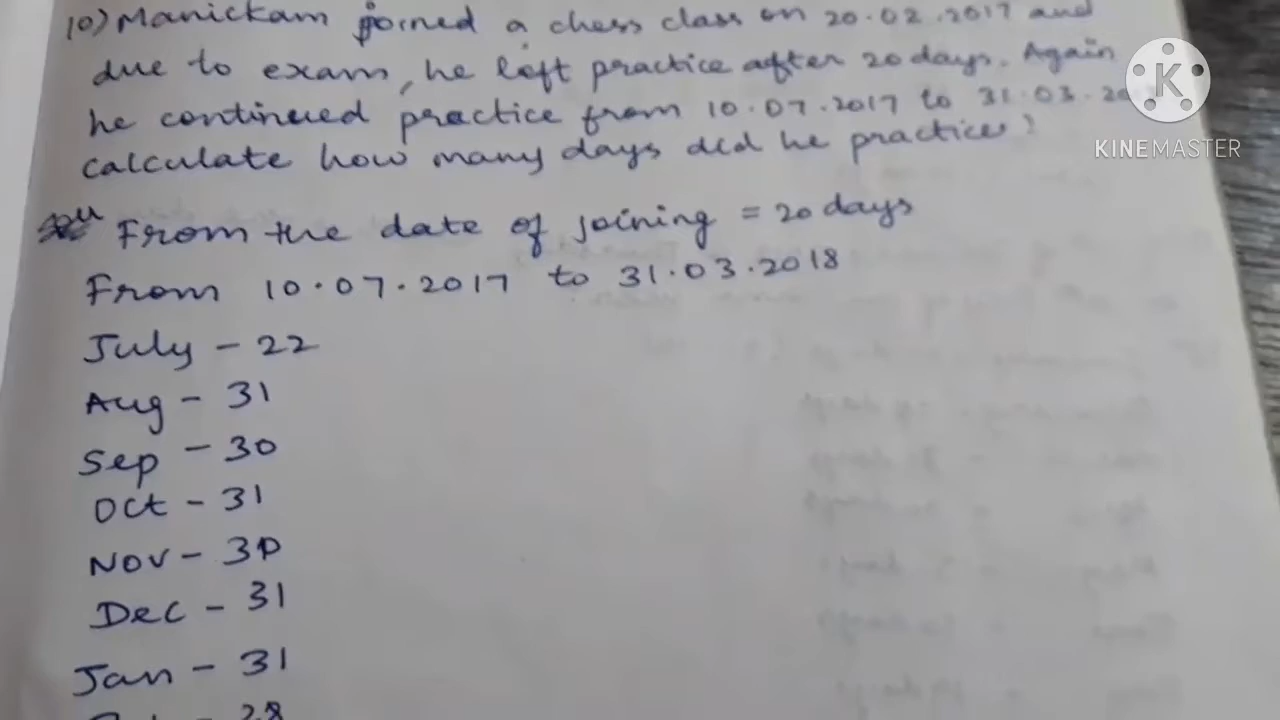 10) Manickam joined a chess class on 20.02.2017 and
due to exam, he left practice after 20 days. Again
he continued practice from 10.07.2017 to 31.03.
calculate how many days did he practices?
From the date of joining = 20 days
From 10.07.2017 to 31.03.2018
July - 22
Aug - 31
Sep - 30
Oct - 31
Nov - 30
Dec - 31
Jan - 31
28
K
KINEMASTER